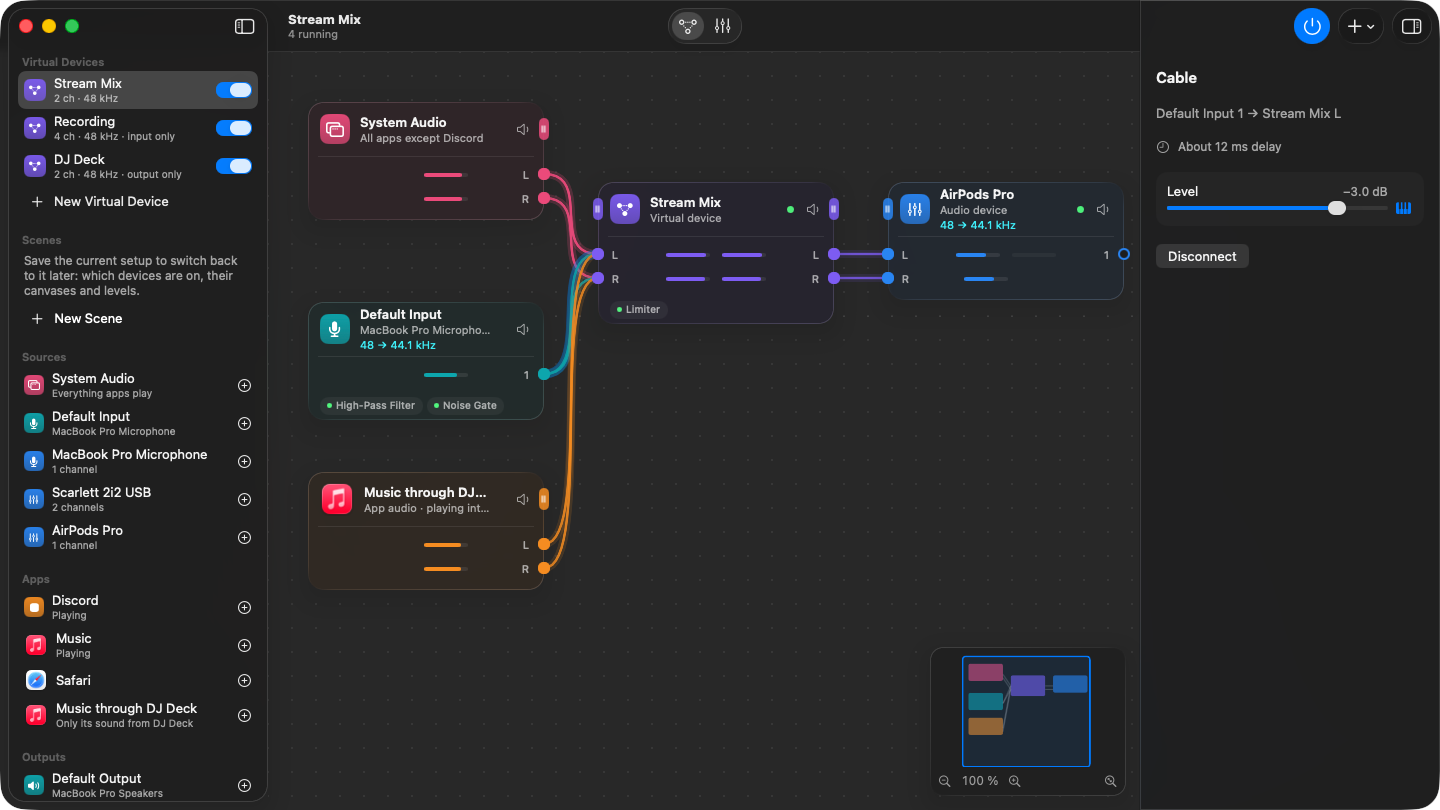 Virtual Devices
Stream Mix
2 ch · 48 kHz
Recording
4 ch · 48 kHz · input only
DJ Deck
2 ch · 48 kHz · output only
New Virtual Device
Scenes
Save the current setup to switch back
to it later: which devices are on, their
canvases and levels.
New Scene
Sources
System Audio
Everything apps play
Default Input
MacBook Pro Microphone
MacBook Pro Microphone
1 channel
Scarlett 2i2 USB
2 channels
AirPods Pro
1 channel
Apps
Discord
Playing
Music
Playing
Safari
Music through DJ Deck
Only its sound from DJ Deck
Outputs
Default Output
MacBook Pro Speakers
Stream Mix
4 running
System Audio
All apps except Discord
L
R
Default Input
MacBook Pro Micropho...
48 → 44.1 kHz
1
High-Pass Filter
Noise Gate
Music through DJ...
App audio · playing int...
L
R
Stream Mix
Virtual device
L L
R R
Limiter
AirPods Pro
Audio device
48 → 44.1 kHz
L 1
R
100 %
Cable
Default Input 1 → Stream Mix L
About 12 ms delay
Level −3.0 dB
Disconnect